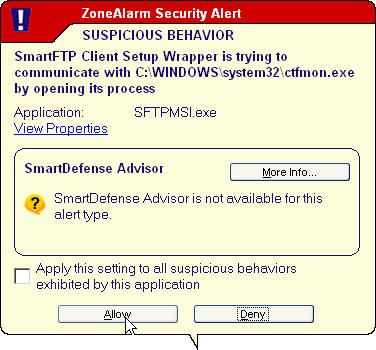 ZoneAlarm Security Alert
SUSPICIOUS BEHAVIOR
SmartFTP Client Setup Wrapper is trying to
communicate with C:\WINDOWS\system32\ctfmon.exe
by opening its process
Application: SFTPMSI.exe
View Properties
SmartDefense Advisor More Info...
SmartDefense Advisor is not available for this
alert type.
Apply this setting to all suspicious behaviors
exhibited by this application
Allow Deny